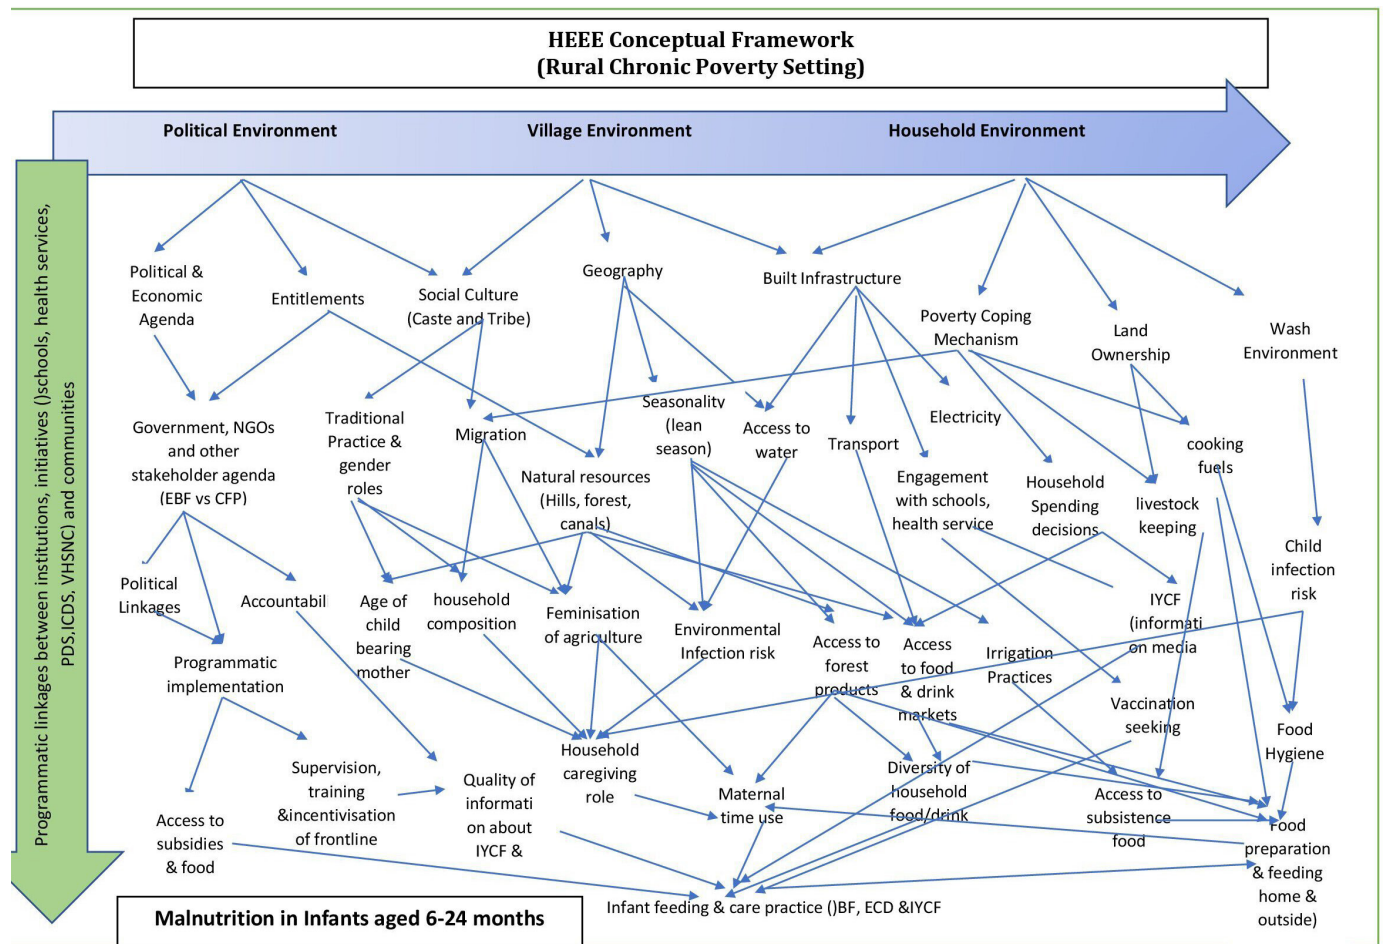 HEEE Conceptual Framework
(Rural Chronic Poverty Setting)
Political Environment
Village Environment
Household Environment
Programmatic linkages between institutions, initiatives ()schools, health services,
PDS,ICDS, VHSNC) and communities
Political &
Economic
Agenda
Entitlements
Social Culture
(Caste and Tribe)
Geography
Built Infrastructure
Poverty Coping
Mechanism
Land
Ownership
Wash
Environment
Government, NGOs
and other
stakeholder agenda
(EBF vs CFP)
Traditional
Practice &
gender
roles
Migration
Natural resources
(Hills, forest,
canals)
Seasonality
(lean
season)
Access to
water
Transport
Electricity
Engagement
with schools,
health service
Household
Spending
decisions
livestock
keeping
cooking
fuels
Child
infection
risk
Political
Linkages
Accountabil
Age of
child
bearing
mother
household
composition
Feminisation
of agriculture
Environmental
Infection risk
Access to
forest
products
Access
to food
& drink
markets
Irrigation
Practices
IYCF
(informati
on media
Vaccination
seeking
Food
Hygiene
Programmatic
implementation
Supervision,
training
&incentivisation
of frontline
Access to
subsidies
& food
Quality of
informati
on about
IYCF &
Household
caregiving
role
Maternal
time use
Diversity of
household
food/drink
Access to
subsistence
food
Food
preparation
& feeding
home &
outside)
Infant feeding & care practice ()BF, ECD &IYCF
Malnutrition in Infants aged 6-24 months